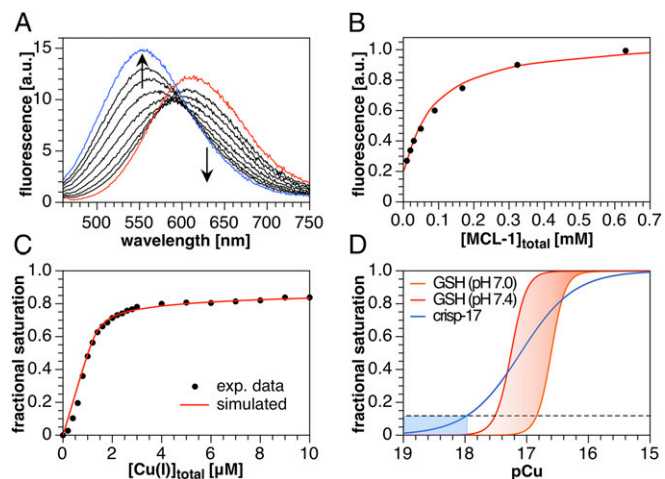 A
15
10
5
0
fluorescence [a.u.]
500 550 600 650 700 750
wavelength [nm]
B
1.0
0.8
0.6
0.4
0.2
0.0
fluorescence [a.u.]
0.0 0.1 0.2 0.3 0.4 0.5 0.6 0.7
[MCL-1]total [mM]
C
1.0
0.8
0.6
0.4
0.2
0.0
fractional saturation
exp. data
simulated
0 2 4 6 8 10
[Cu(I)]total [µM]
D
1.0
0.8
0.6
0.4
0.2
0
fractional saturation
GSH (pH 7.0)
GSH (pH 7.4)
crisp-17
19 18 17 16 15
pCu